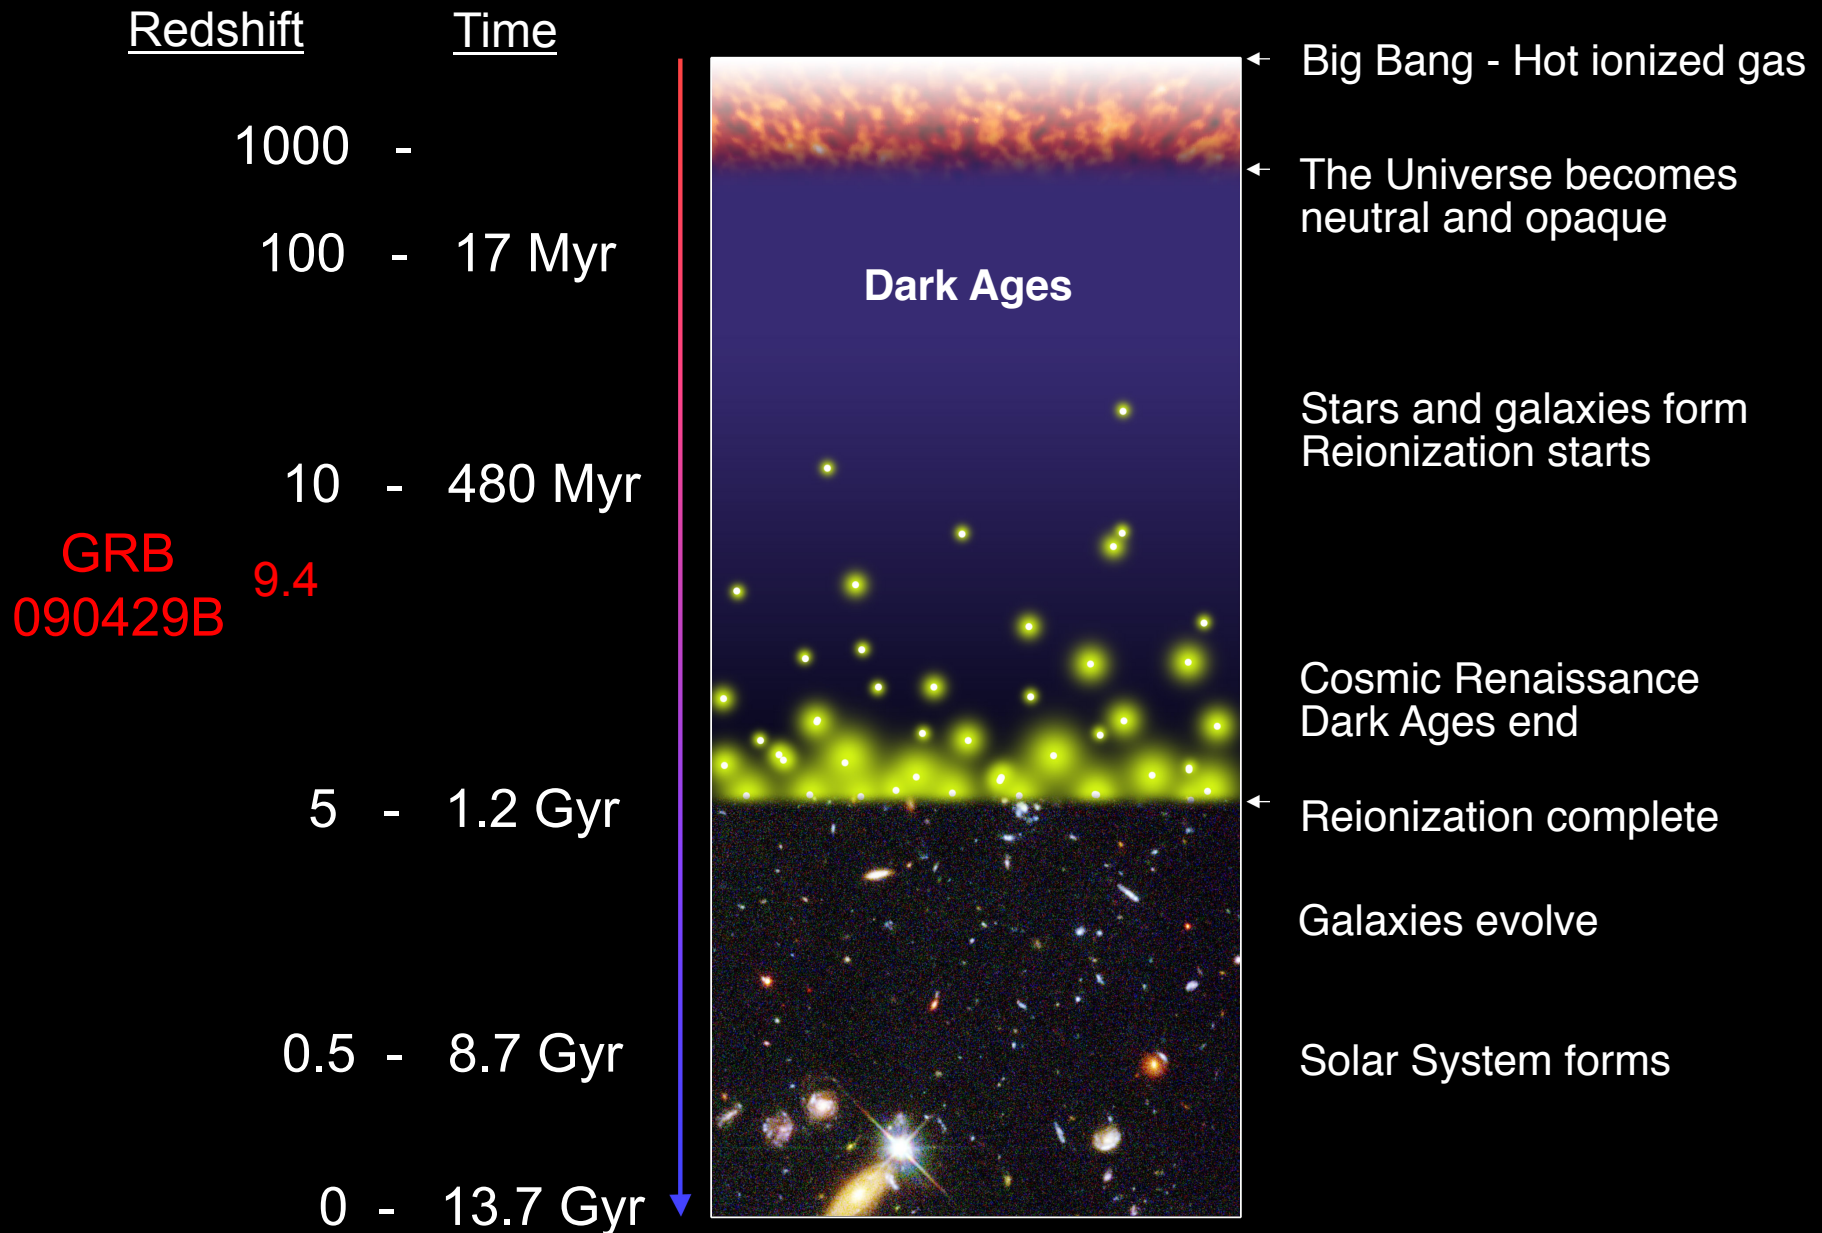 Redshift Time
Big Bang - Hot ionized gas
1000 -
The Universe becomes
neutral and opaque
100 - 17 Myr
Dark Ages
Stars and galaxies form
Reionization starts
10 - 480 Myr
GRB
090429B
9.4
Cosmic Renaissance
Dark Ages end
5 - 1.2 Gyr
Reionization complete
Galaxies evolve
0.5 - 8.7 Gyr
Solar System forms
0 - 13.7 Gyr